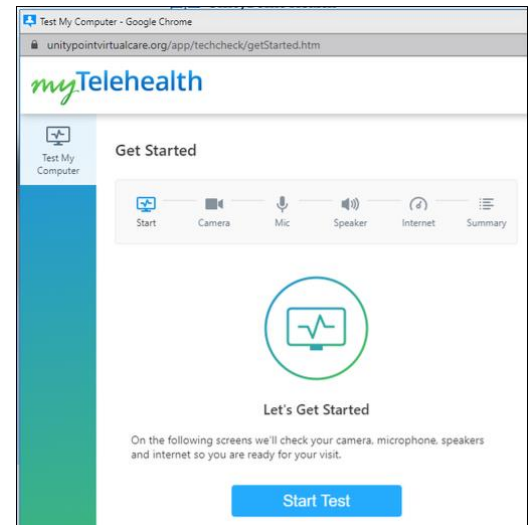 Test My Computer - Google Chrome
unitypointvirtualcare.org/app/techcheck/getStarted.htm
myTelehealth
Test My
Computer
Get Started
Start
Camera
Mic
Speaker
Internet
Summary
Let's Get Started
On the following screens we'll check your camera, microphone, speakers
and internet so you are ready for your visit.
Start Test